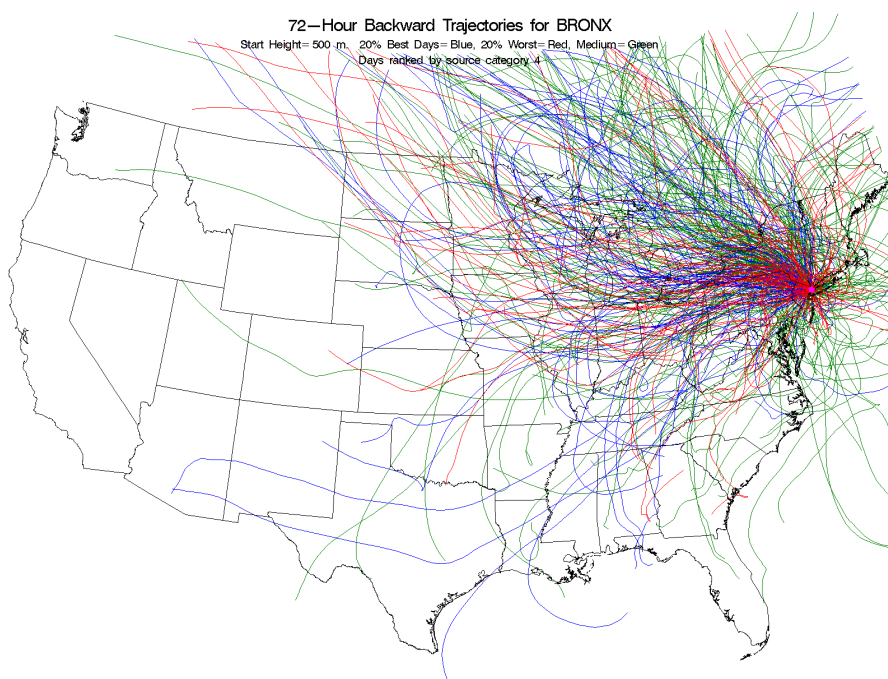 72—Hour Backward Trajectories for BRONX
Start Height= 500 m. 20% Best Days=Blue, 20% Worst=Red, Medium=Green
Days ranked by source category 4